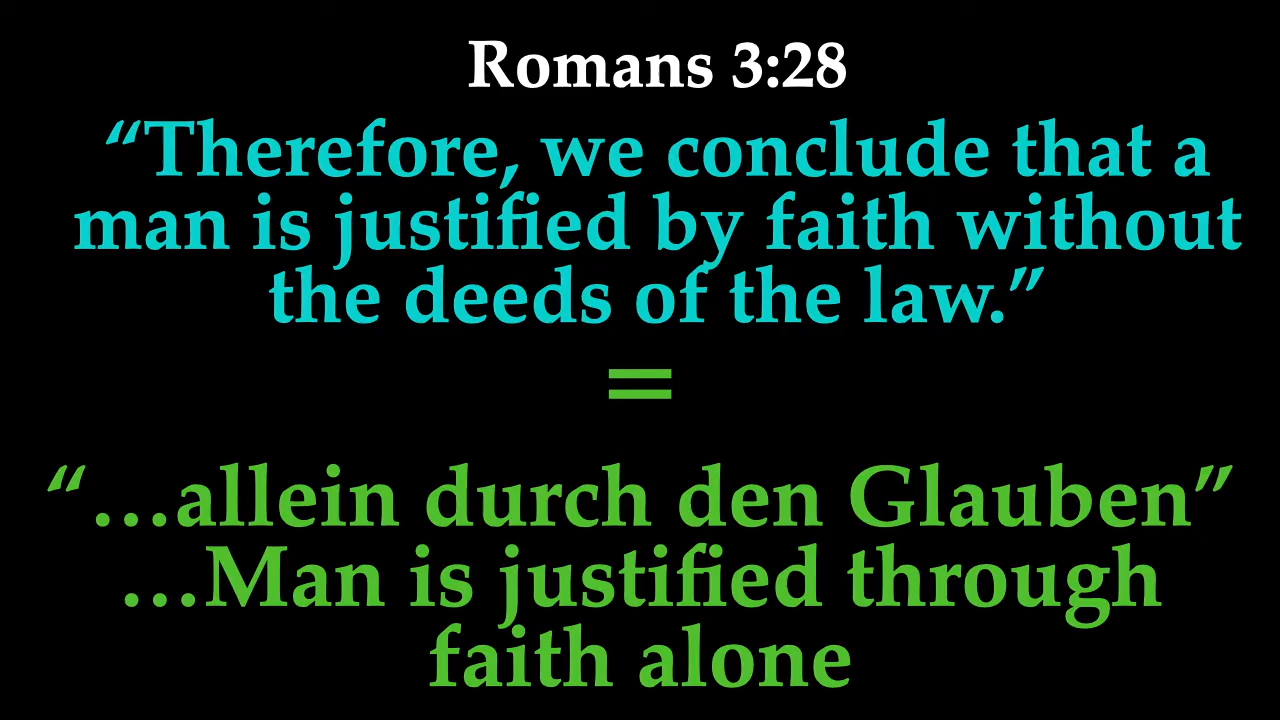 Romans 3:28
“Therefore, we conclude that a
man is justified by faith without
the deeds of the law.”
=
“…allein durch den Glauben”
…Man is justified through
faith alone